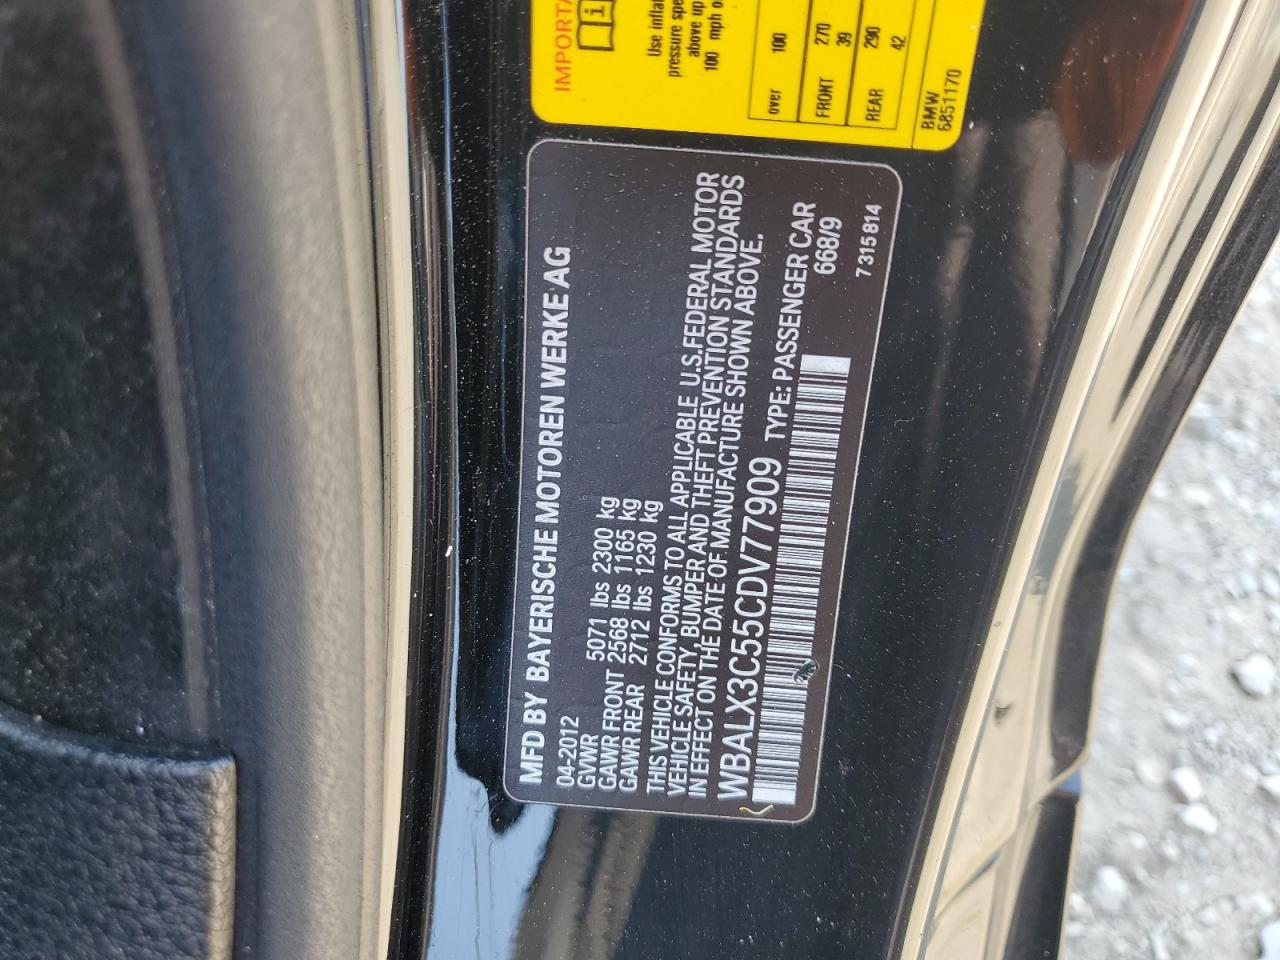 MFD BY BAYERISCHE MOTOREN WERKE AG
04-2012
GVWR 5071 lbs 2300 kg
GAWR FRONT 2568 lbs 1165 kg
GAWR REAR 2712 lbs 1230 kg
THIS VEHICLE CONFORMS TO ALL APPLICABLE U.S.FEDERAL MOTOR
VEHICLE SAFETY, BUMPER AND THEFT PREVENTION STANDARDS
IN EFFECT ON THE DATE OF MANUFACTURE SHOWN ABOVE.
WBALX3C55CDV77909 TYPE: PASSENGER CAR
668/9
7315814
IMPORTA
i
Use inflat
pressure spe
above up
100 mph o
over 100
FRONT 270
39
REAR 290
42
BMW
6851170